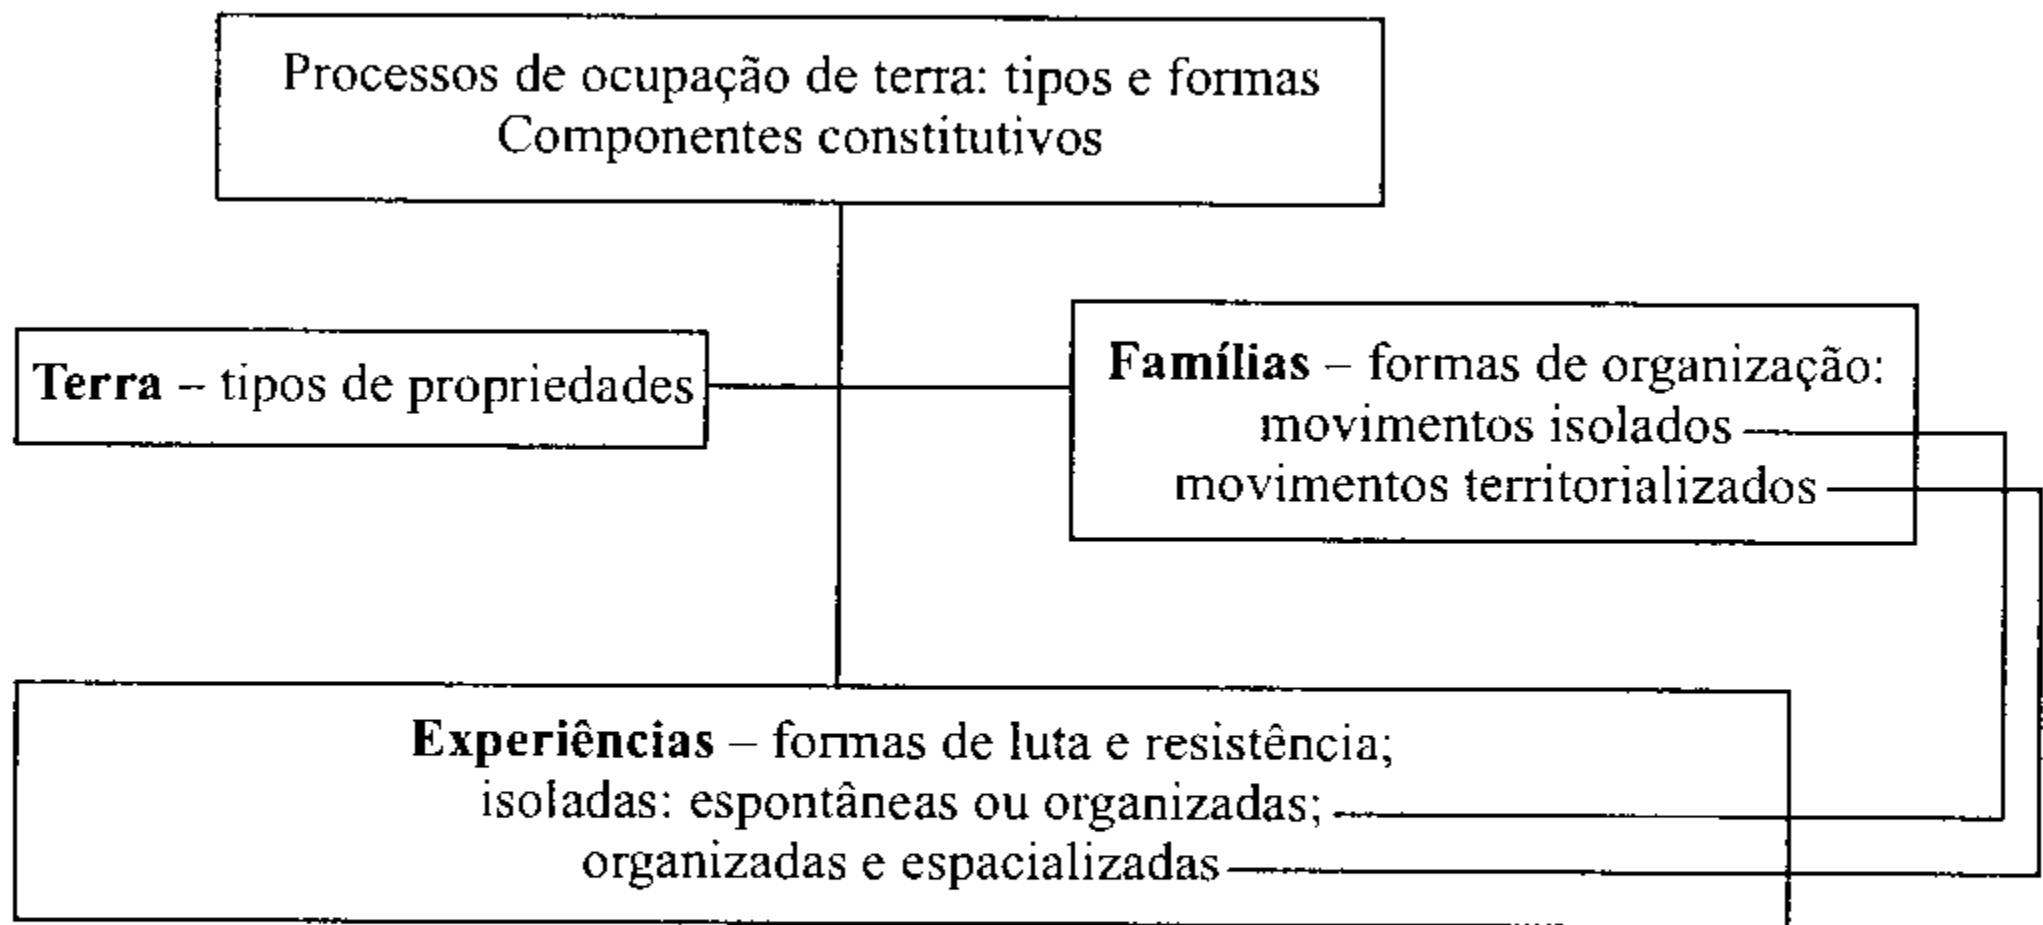 Processos de ocupação de terra: tipos e formas
Componentes constitutivos
Terra – tipos de propriedades
Famílias – formas de organização:
movimentos isolados
movimentos territorializados
Experiências – formas de luta e resistência;
isoladas: espontâneas ou organizadas;
organizadas e espacializadas